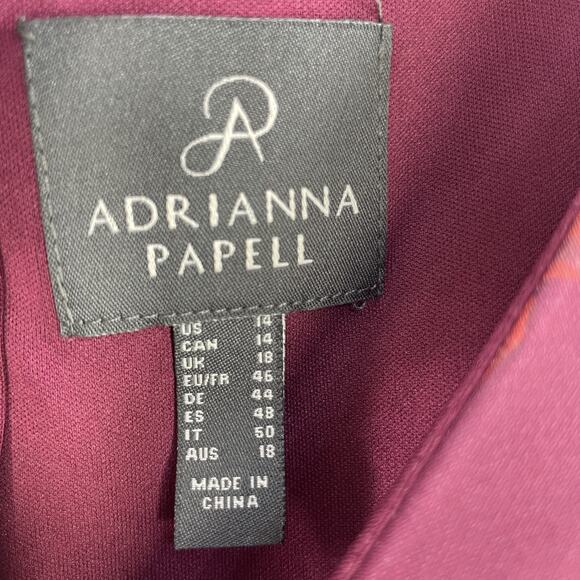 AP
ADRIANNA
PAPELL
US 14
CAN 14
UK 18
EU/FR 46
DE 44
ES 48
IT 50
AUS 18
MADE IN
CHINA